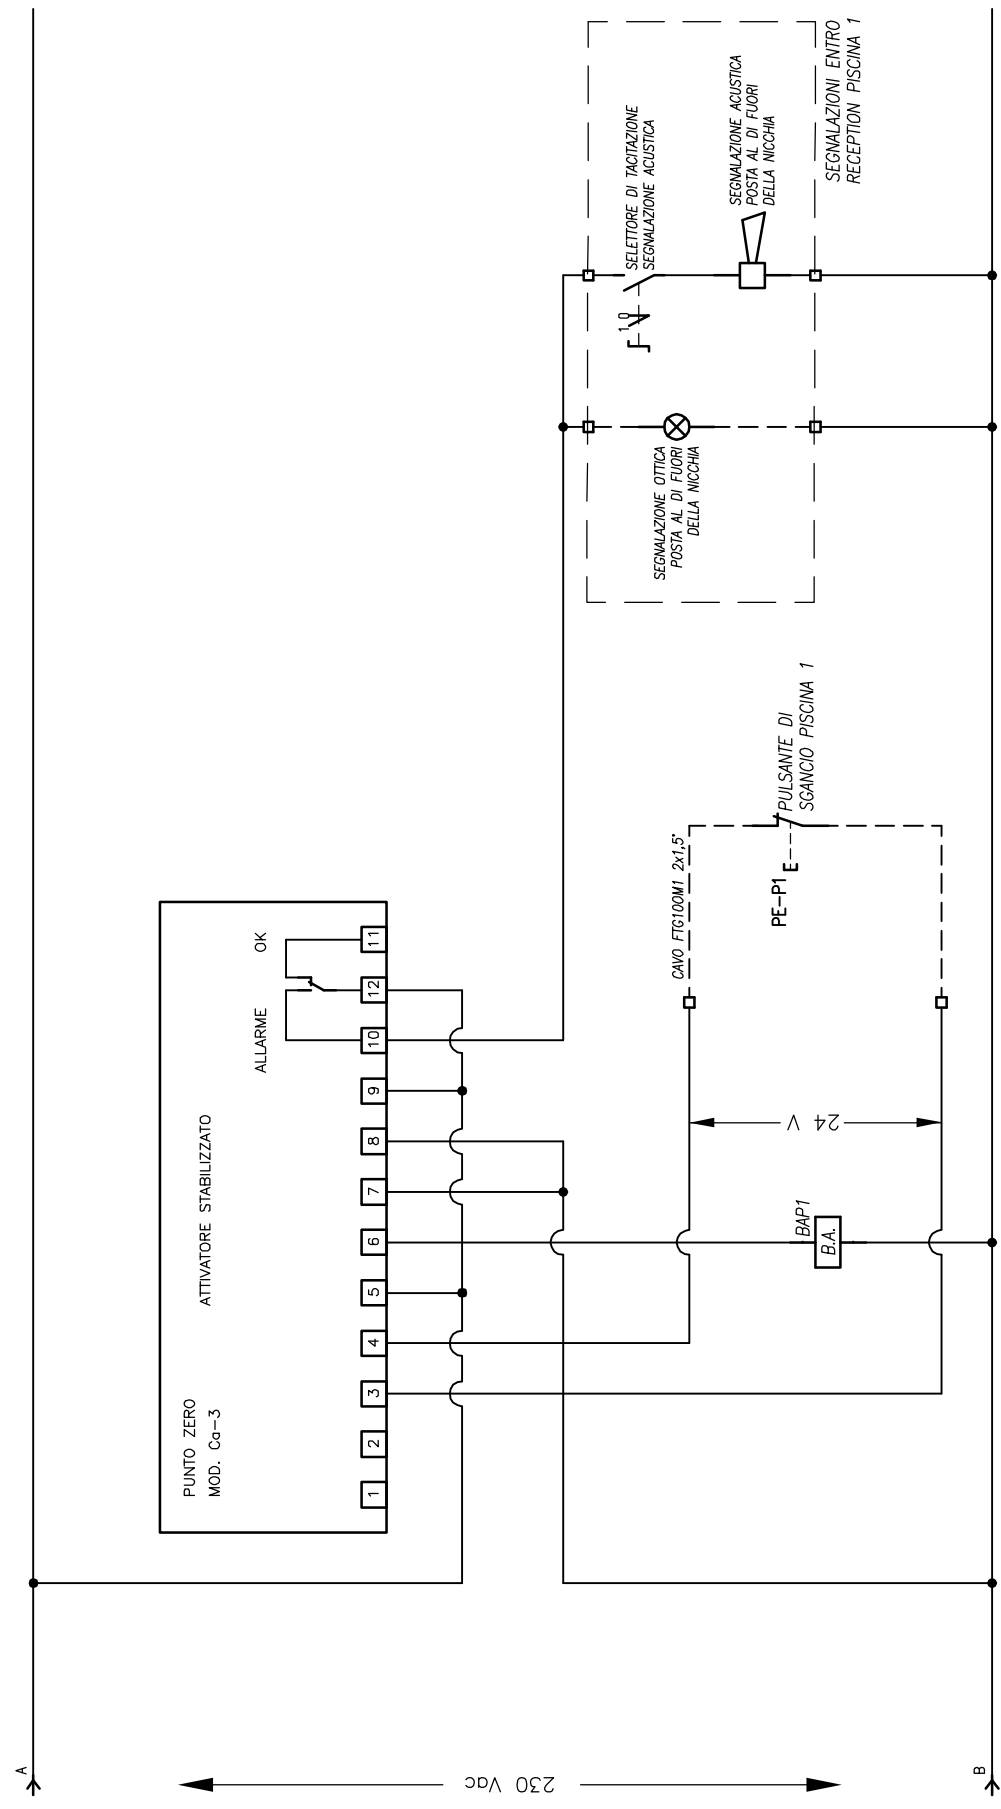 A
230 Vac
B
PUNTO ZERO
MOD. Ca-3
ATTIVATORE STABILIZZATO
ALLARME
OK
1
2
3
4
5
6
7
8
9
10
12
11
BAP1
B.A.
24 V
CAVO FTG10OM1 2x1,5"
PE-P1
PULSANTE DI
SGANCIO PISCINA 1
SEGNALAZIONE OTTICA
POSTA AL DI FUORI
DELLA NICCHIA
1 0
SELETTORE DI TACITAZIONE
SEGNALAZIONE ACUSTICA
SEGNALAZIONE ACUSTICA
POSTA AL DI FUORI
DELLA NICCHIA
SEGNALAZIONI ENTRO
RECEPTION PISCINA 1